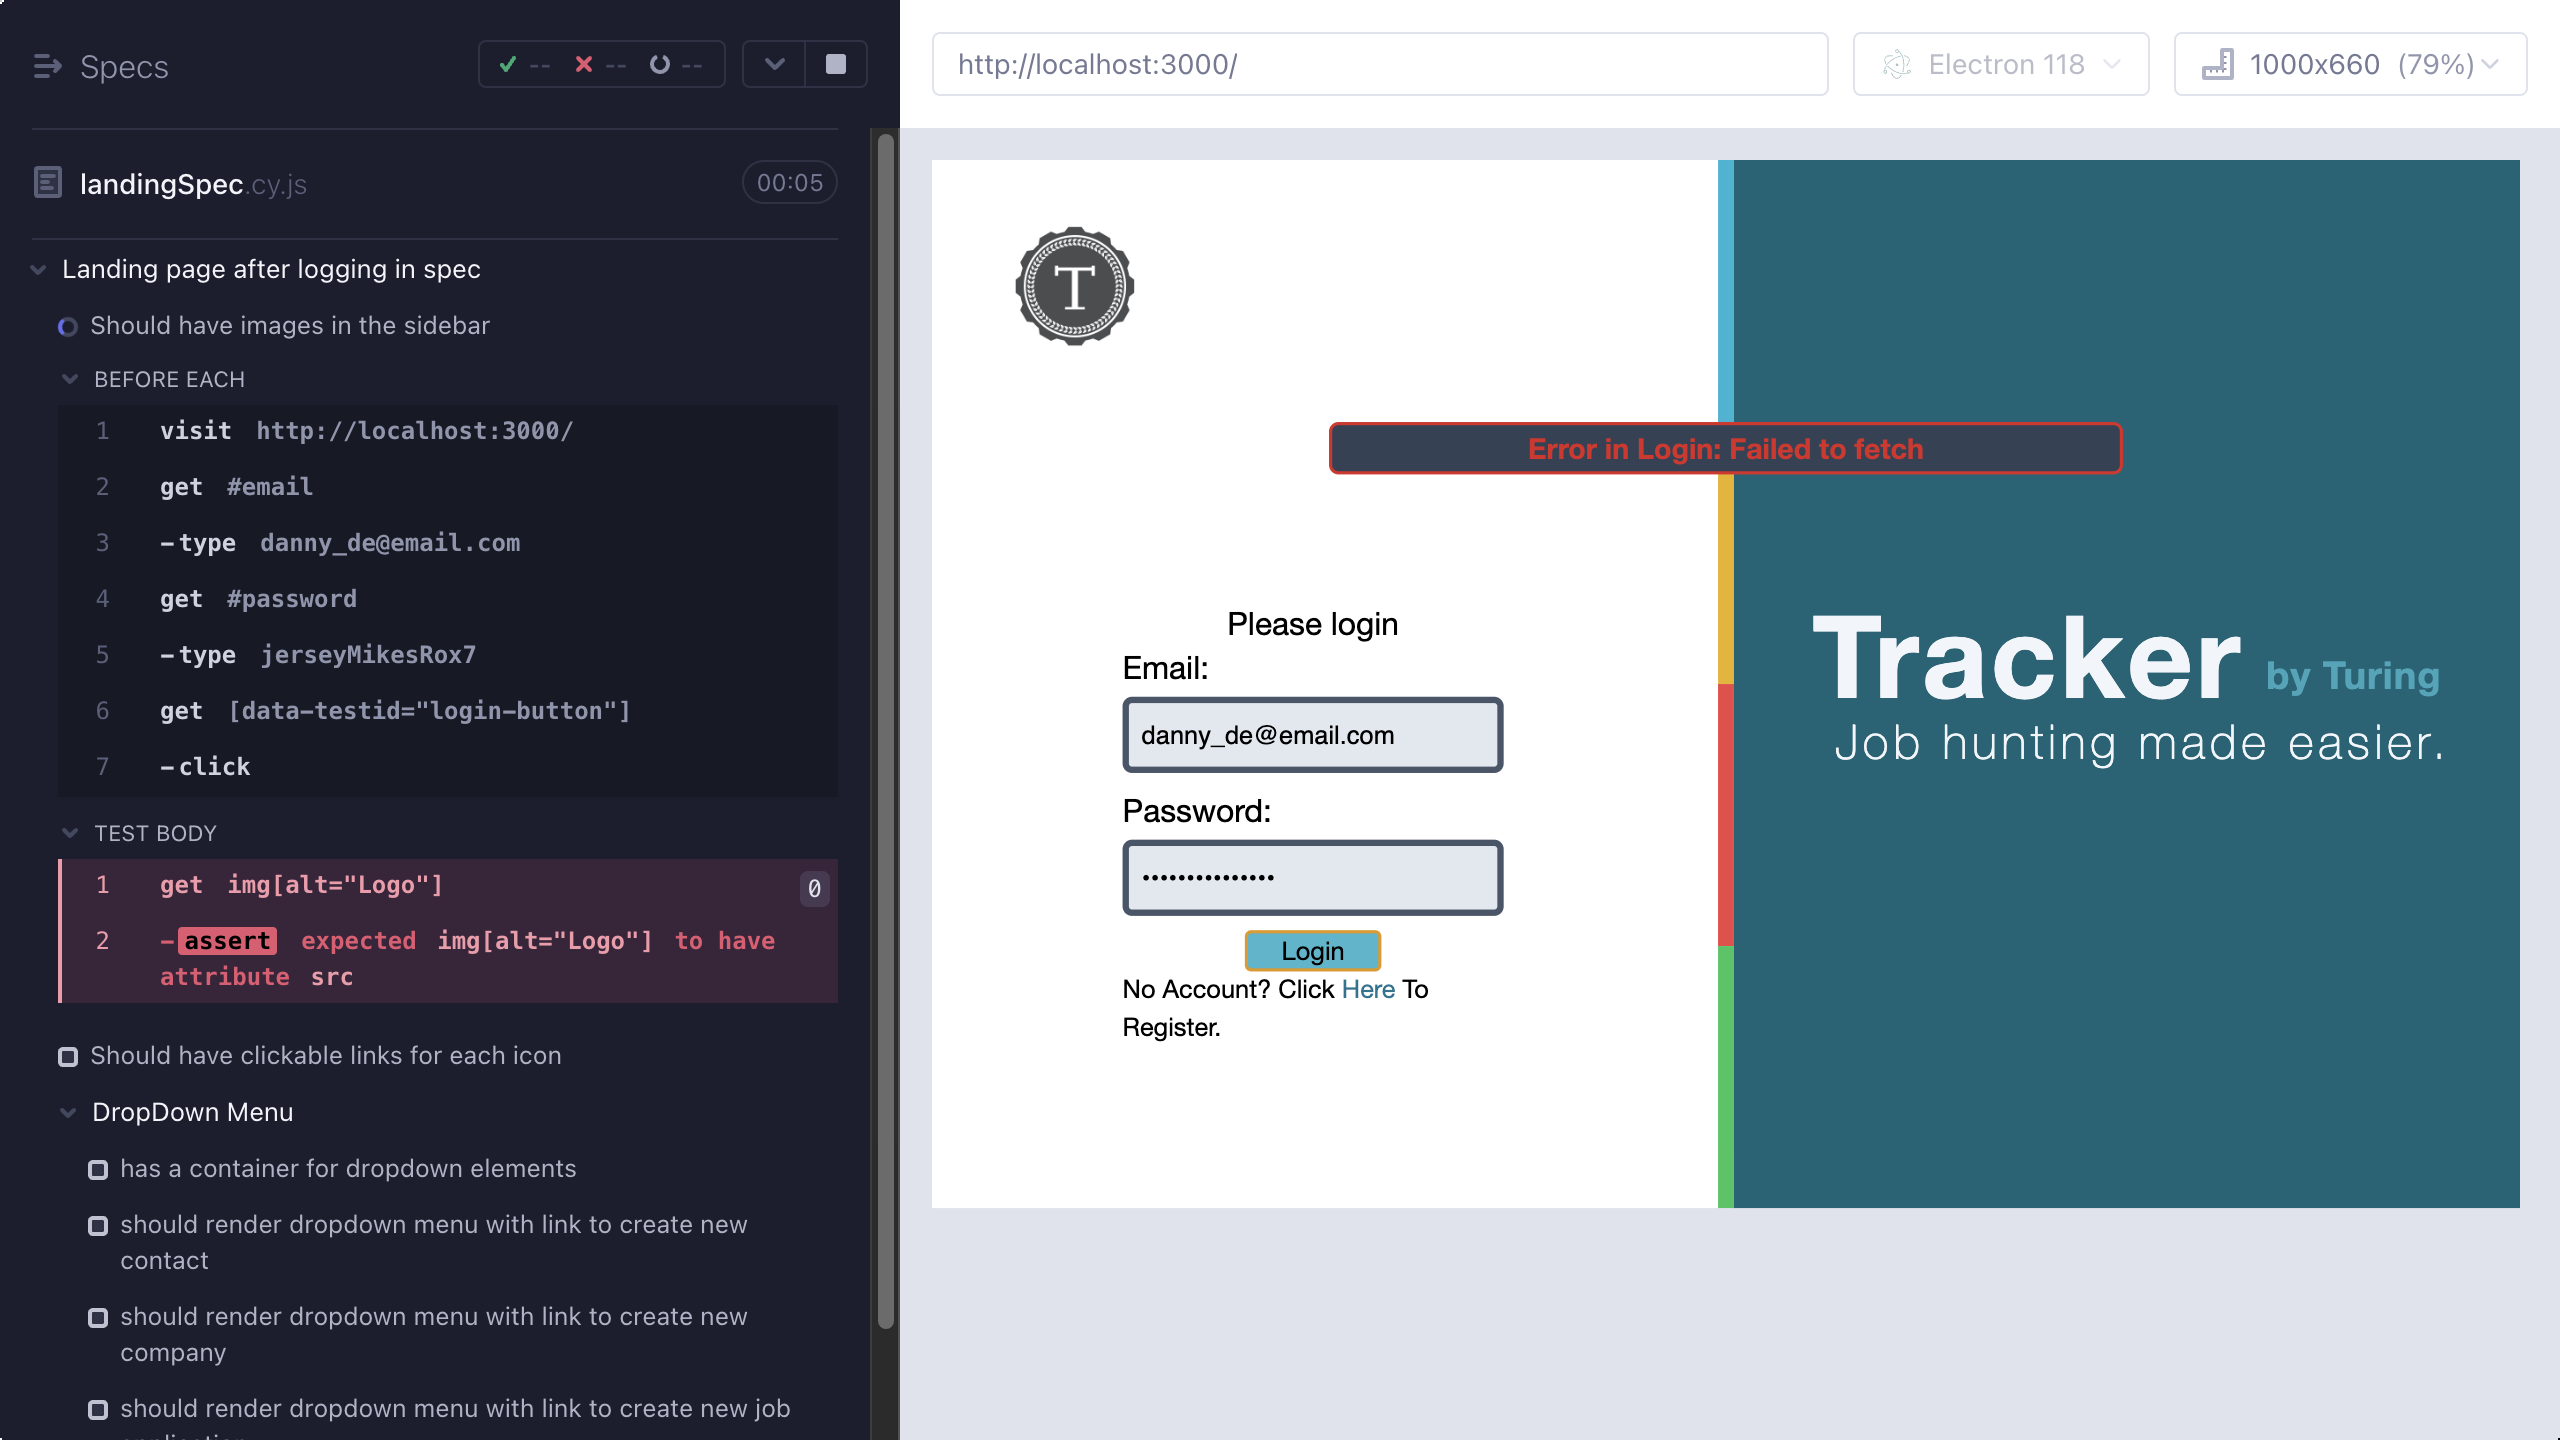 Specs
-- -- --
landingSpec.cy.js
00:05
Landing page after logging in spec
Should have images in the sidebar
BEFORE EACH
1 visit http://localhost:3000/
2 get #email
3 -type danny_de@email.com
4 get #password
5 -type jerseyMikesRox7
6 get [data-testid="login-button"]
7 -click
TEST BODY
1 get img[alt="Logo"] 0
2 -assert expected img[alt="Logo"] to have
attribute src
Should have clickable links for each icon
DropDown Menu
has a container for dropdown elements
should render dropdown menu with link to create new
contact
should render dropdown menu with link to create new
company
should render dropdown menu with link to create new job
http://localhost:3000/
Electron 118
1000x660 (79%)
T
Error in Login: Failed to fetch
Please login
Email:
danny_de@email.com
Password:
•••••••••••••••
Login
No Account? Click Here To
Register.
Tracker by Turing
Job hunting made easier.